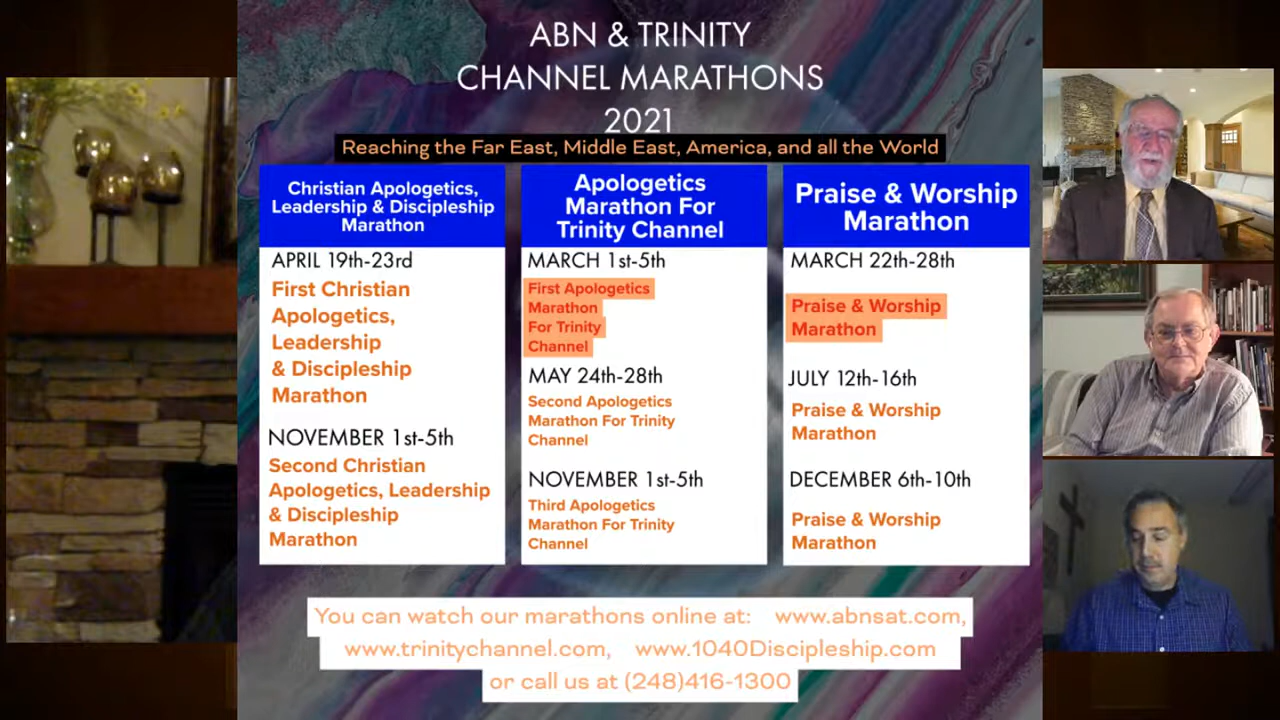 ABN & TRINITY
CHANNEL MARATHONS
2021
Reaching the Far East, Middle East, America, and all the World
Christian Apologetics,
Leadership & Discipleship
Marathon
APRIL 19th-23rd
First Christian
Apologetics,
Leadership
& Discipleship
Marathon
NOVEMBER 1st-5th
Second Christian
Apologetics, Leadership
& Discipleship
Marathon
Apologetics
Marathon For
Trinity Channel
MARCH 1st-5th
First Apologetics
Marathon
For Trinity
Channel
MAY 24th-28th
Second Apologetics
Marathon For Trinity
Channel
NOVEMBER 1st-5th
Third Apologetics
Marathon For Trinity
Channel
Praise & Worship
Marathon
MARCH 22th-28th
Praise & Worship
Marathon
JULY 12th-16th
Praise & Worship
Marathon
DECEMBER 6th-10th
Praise & Worship
Marathon
You can watch our marathons online at: www.abnsat.com,
www.trinitychannel.com, www.1040Discipleship.com
or call us at (248)416-1300